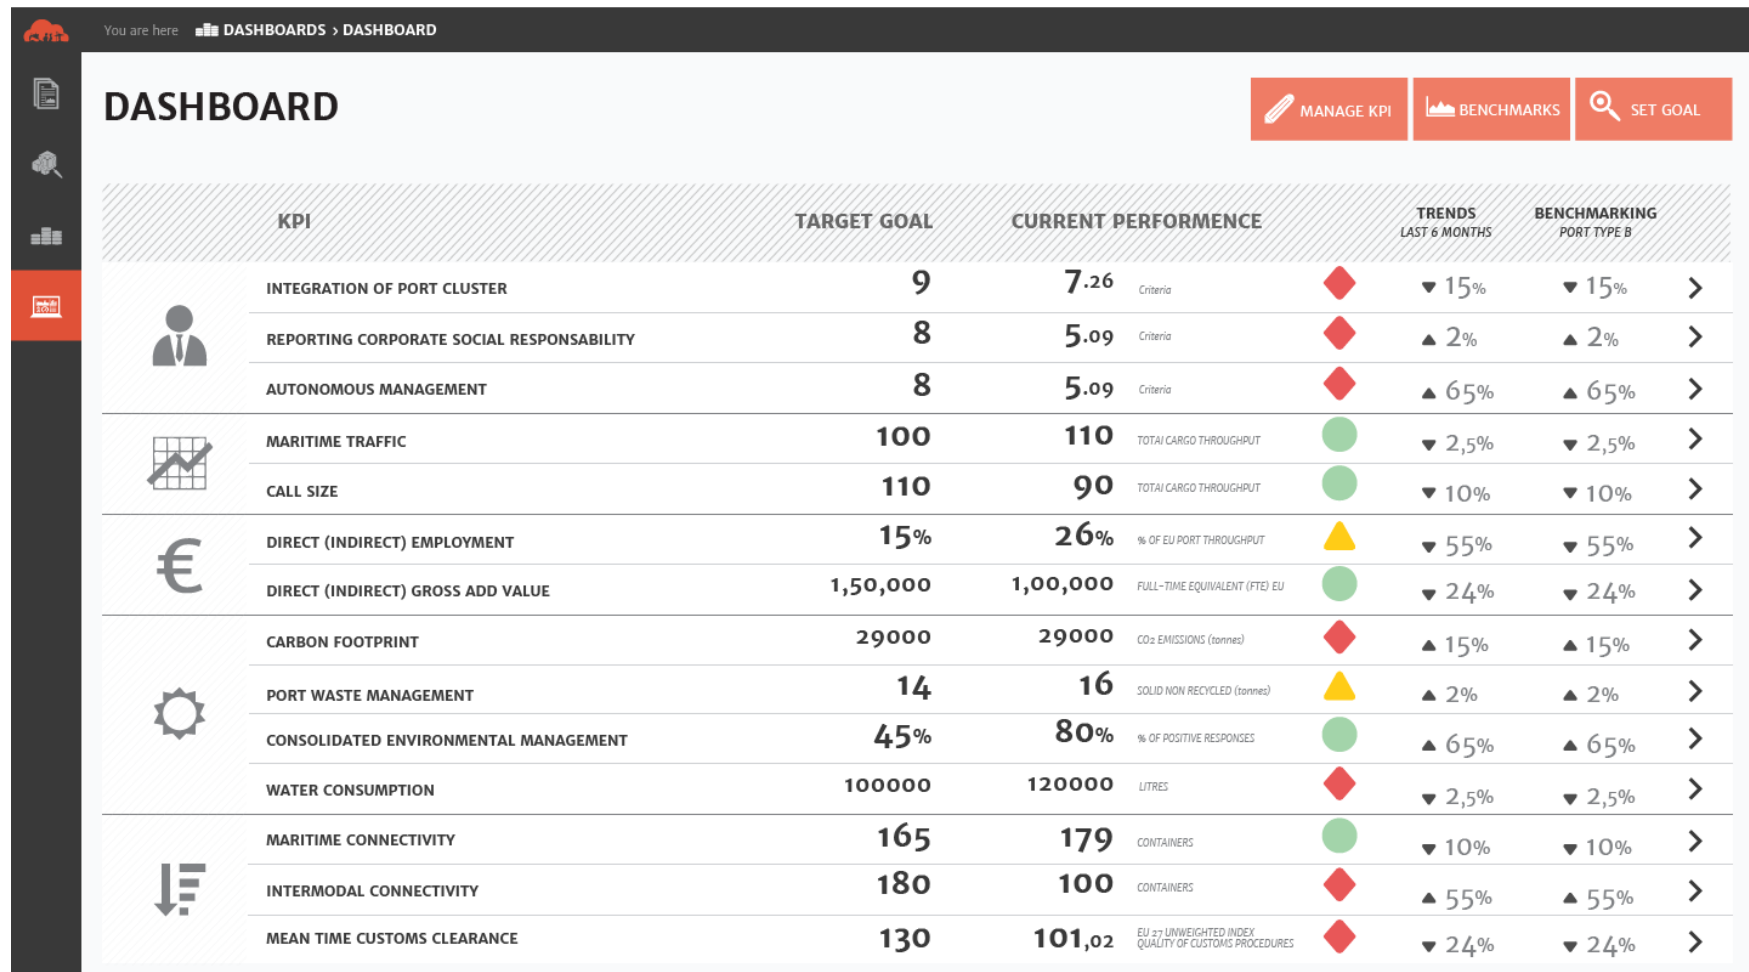 You are here DASHBOARDS > DASHBOARD
DASHBOARD
MANAGE KPI
BENCHMARKS
SET GOAL
KPI TARGET GOAL CURRENT PERFORMENCE TRENDS BENCHMARKING
LAST 6 MONTHS PORT TYPE B
INTEGRATION OF PORT CLUSTER 9 7.26 Criteria 15% 15%
REPORTING CORPORATE SOCIAL RESPONSABILITY 8 5.09 Criteria 2% 2%
AUTONOMOUS MANAGEMENT 8 5.09 Criteria 65% 65%
MARITIME TRAFFIC 100 110 TOTAI CARGO THROUGHPUT 2,5% 2,5%
CALL SIZE 110 90 TOTAI CARGO THROUGHPUT 10% 10%
€
DIRECT (INDIRECT) EMPLOYMENT 15% 26% % OF EU PORT THROUGHPUT 55% 55%
DIRECT (INDIRECT) GROSS ADD VALUE 1,50,000 1,00,000 FULL-TIME EQUIVALENT (FTE) EU 24% 24%
CARBON FOOTPRINT 29000 29000 CO2 EMISSIONS (tonnes) 15% 15%
PORT WASTE MANAGEMENT 14 16 SOLID NON RECYCLED (tonnes) 2% 2%
CONSOLIDATED ENVIRONMENTAL MANAGEMENT 45% 80% % OF POSITIVE RESPONSES 65% 65%
WATER CONSUMPTION 100000 120000 LITRES 2,5% 2,5%
MARITIME CONNECTIVITY 165 179 CONTAINERS 10% 10%
INTERMODAL CONNECTIVITY 180 100 CONTAINERS 55% 55%
MEAN TIME CUSTOMS CLEARANCE 130 101,02 EU 27 UNWEIGHTED INDEX 24% 24%
QUALITY OF CUSTOMS PROCEDURES